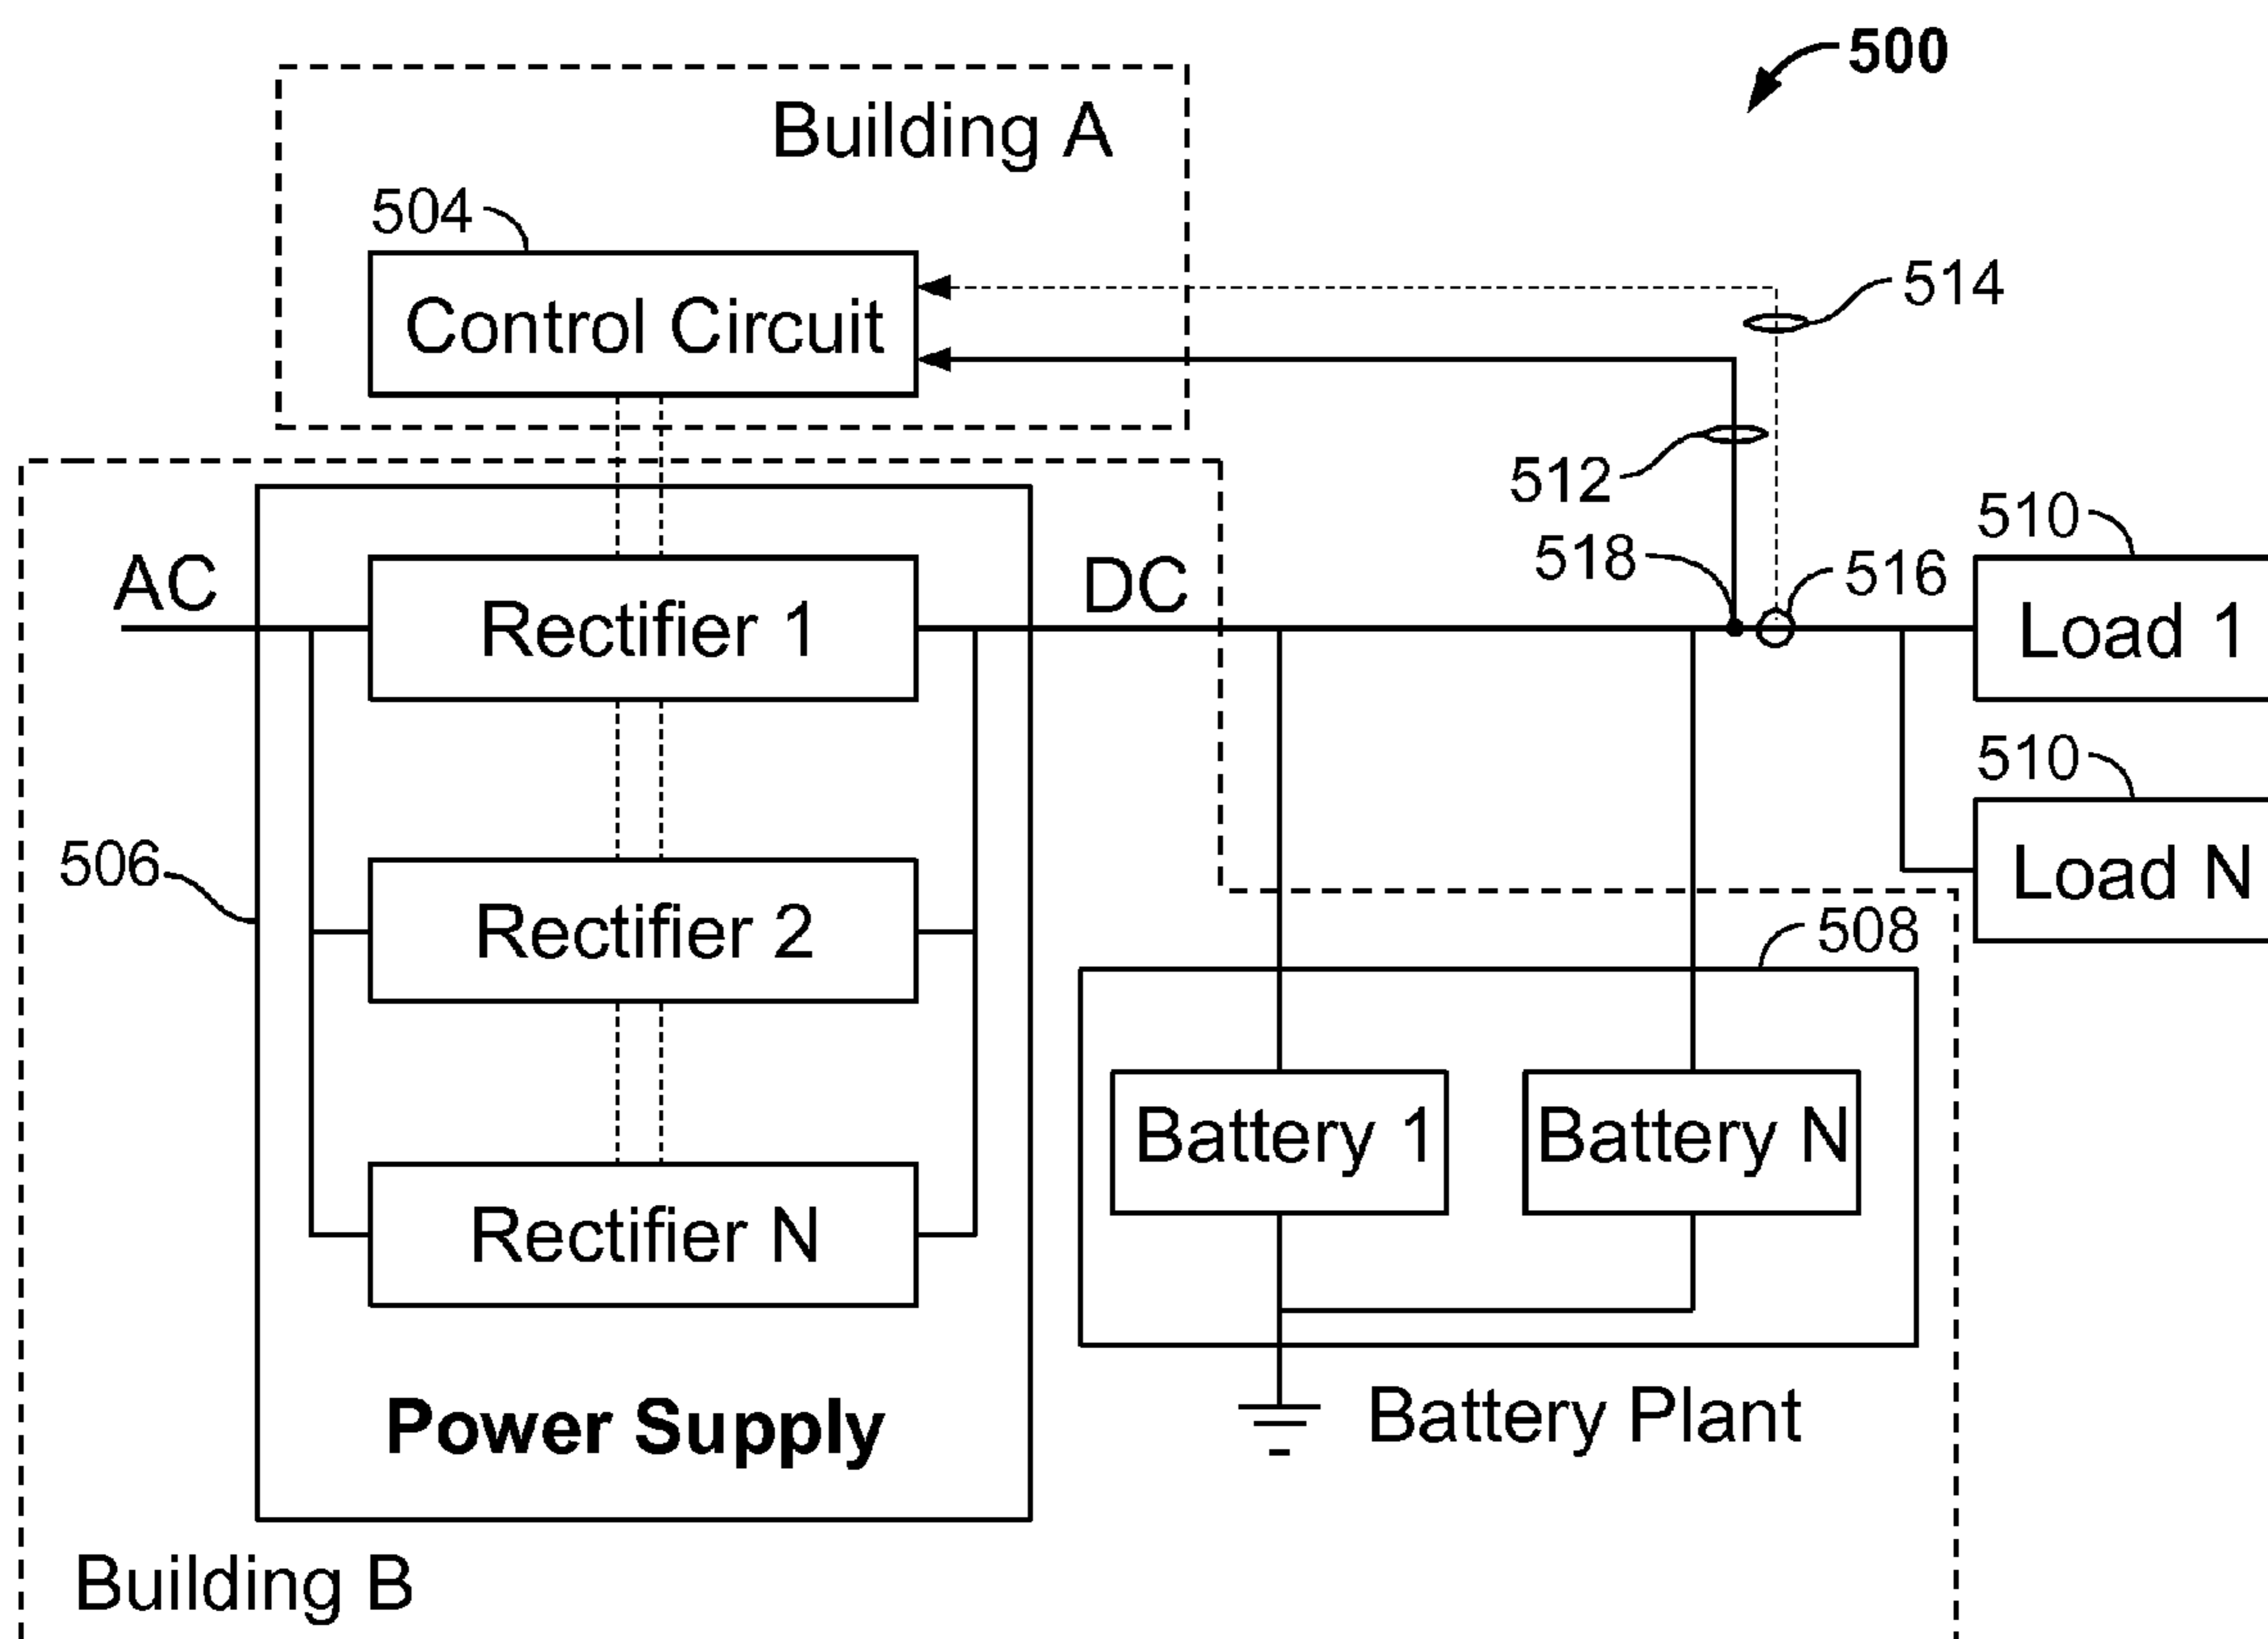 500
Building A
504
Control Circuit
514
512
518
516
510
AC
DC
Rectifier 1
Load 1
510
506
Rectifier 2
Load N
508
Battery 1
Battery N
Rectifier N
Power Supply
Battery Plant
Building B